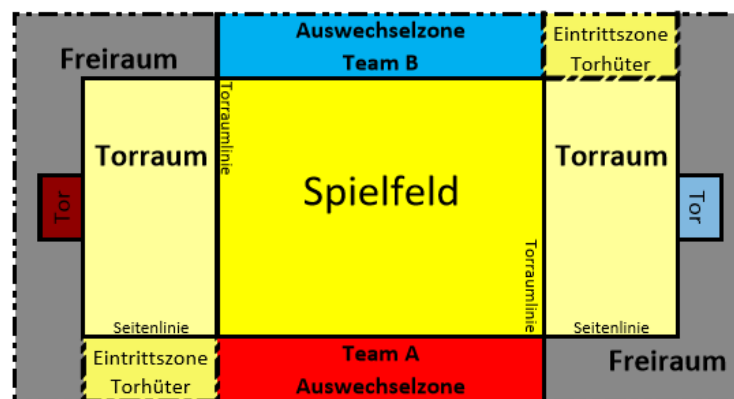 Auswechselzone
Team B
Eintrittszone
Torhüter
Freiraum
Torraumlinie
Torraum
Spielfeld
Torraum
Tor
Tor
Torraumlinie
Seitenlinie
Seitenlinie
Eintrittszone
Torhüter
Team A
Auswechselzone
Freiraum